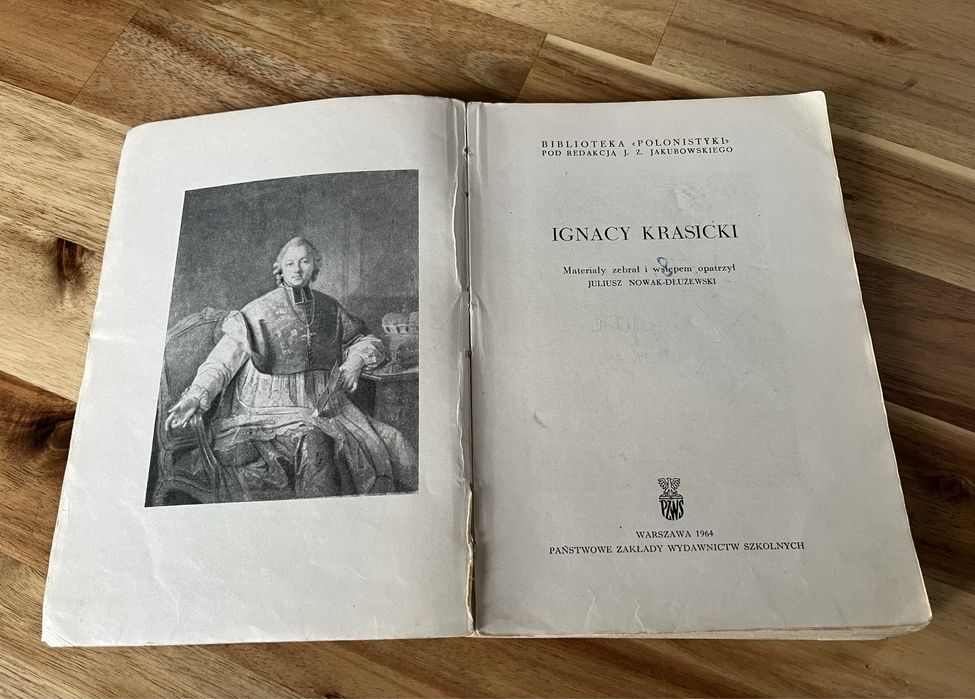 BIBLIOTEKA «POLONISTYKI»
POD REDAKCJĄ J. Z. JAKUBOWSKIEGO
IGNACY KRASICKI
Materiały zebrał i wstępem opatrzył
JULIUSZ NOWAK-DŁUŻEWSKI
PZWS
WARSZAWA 1964
PAŃSTWOWE ZAKŁADY WYDAWNICTW SZKOLNYCH